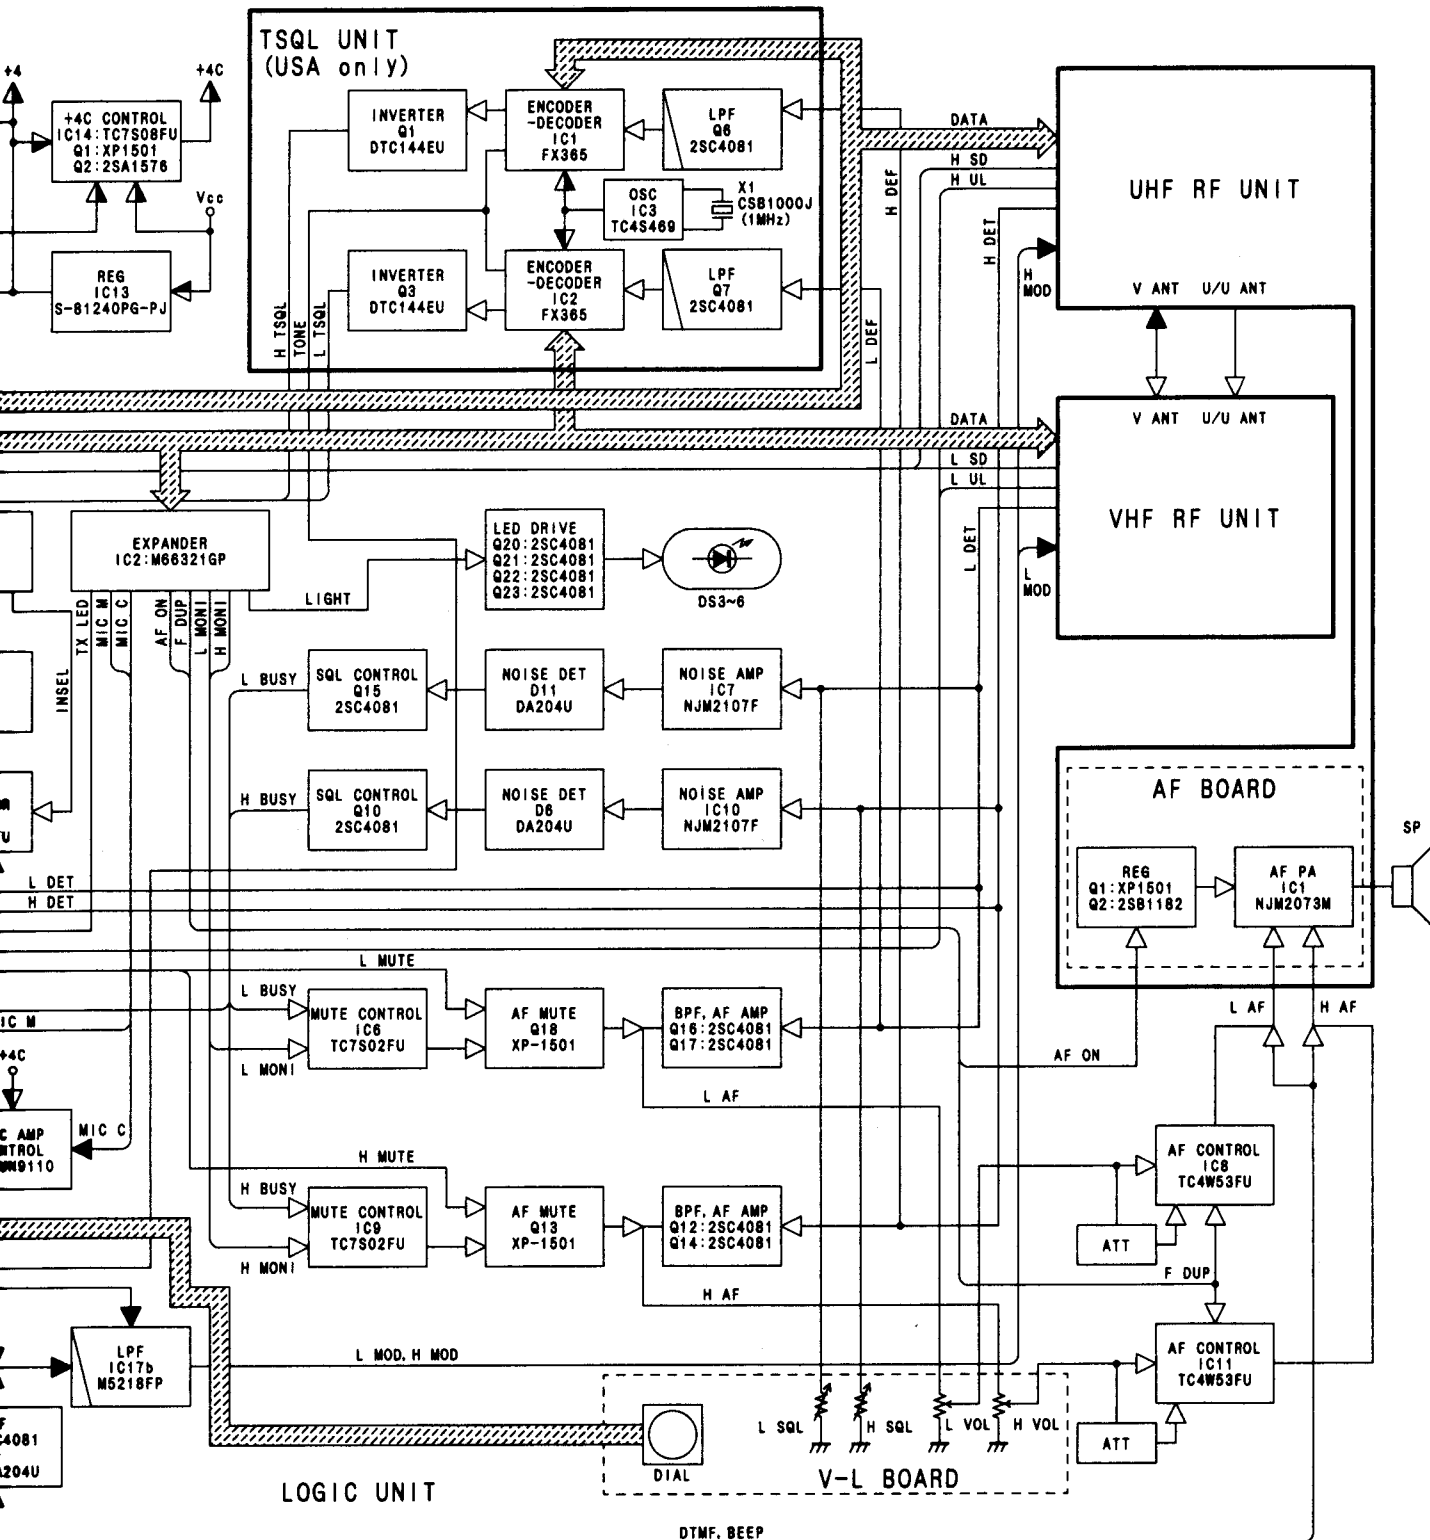 TSQL UNIT
(USA only)
+4
+4C
+4C CONTROL
IC14:TC7S08FU
Q1:XP1501
Q2:2SA1576
Vcc
REG
IC13
S-81240PG-PJ
INVERTER
Q1
DTC144EU
ENCODER
-DECODER
IC1
FX365
LPF
Q6
2SC4081
OSC
IC3
TC4S469
X1
CSB1000J
(1MHz)
INVERTER
Q3
DTC144EU
ENCODER
-DECODER
IC2
FX365
LPF
Q7
2SC4081
H TSQL
TONE
L TSQL
H DEF
L DEF
DATA
H SD
H UL
H DET
H
MOD
UHF RF UNIT
V ANT
U/U ANT
DATA
L SD
L UL
L DET
L
MOD
V ANT
U/U ANT
VHF RF UNIT
EXPANDER
IC2:M66321GP
TX LED
MIC M
MIC C
AF ON
F DUP
L MONI
H MONI
INSEL
LIGHT
LED DRIVE
Q20:2SC4081
Q21:2SC4081
Q22:2SC4081
Q23:2SC4081
DS3~6
L BUSY
SQL CONTROL
Q15
2SC4081
NOISE DET
D11
DA204U
NOISE AMP
IC7
NJM2107F
H BUSY
SQL CONTROL
Q10
2SC4081
NOISE DET
D6
DA204U
NOISE AMP
IC10
NJM2107F
AF BOARD
REG
Q1:XP1501
Q2:2SB1182
AF PA
IC1
NJM2073M
SP
L DET
H DET
L MUTE
L BUSY
MUTE CONTROL
IC6
TC7S02FU
L MONI
AF MUTE
Q18
XP-1501
BPF, AF AMP
Q16:2SC4081
Q17:2SC4081
L AF
IC M
+4C
C AMP
NTROL
UN9110
MIC C
AF ON
L AF
H AF
H MUTE
H BUSY
MUTE CONTROL
IC9
TC7S02FU
H MONI
AF MUTE
Q13
XP-1501
BPF, AF AMP
Q12:2SC4081
Q14:2SC4081
H AF
AF CONTROL
IC8
TC4W53FU
ATT
F DUP
AF CONTROL
IC11
TC4W53FU
ATT
LPF
IC17b
M5218FP
L MOD, H MOD
F
C4081
A204U
DIAL
L SQL
H SQL
L VOL
H VOL
V-L BOARD
LOGIC UNIT
DTMF, BEEP